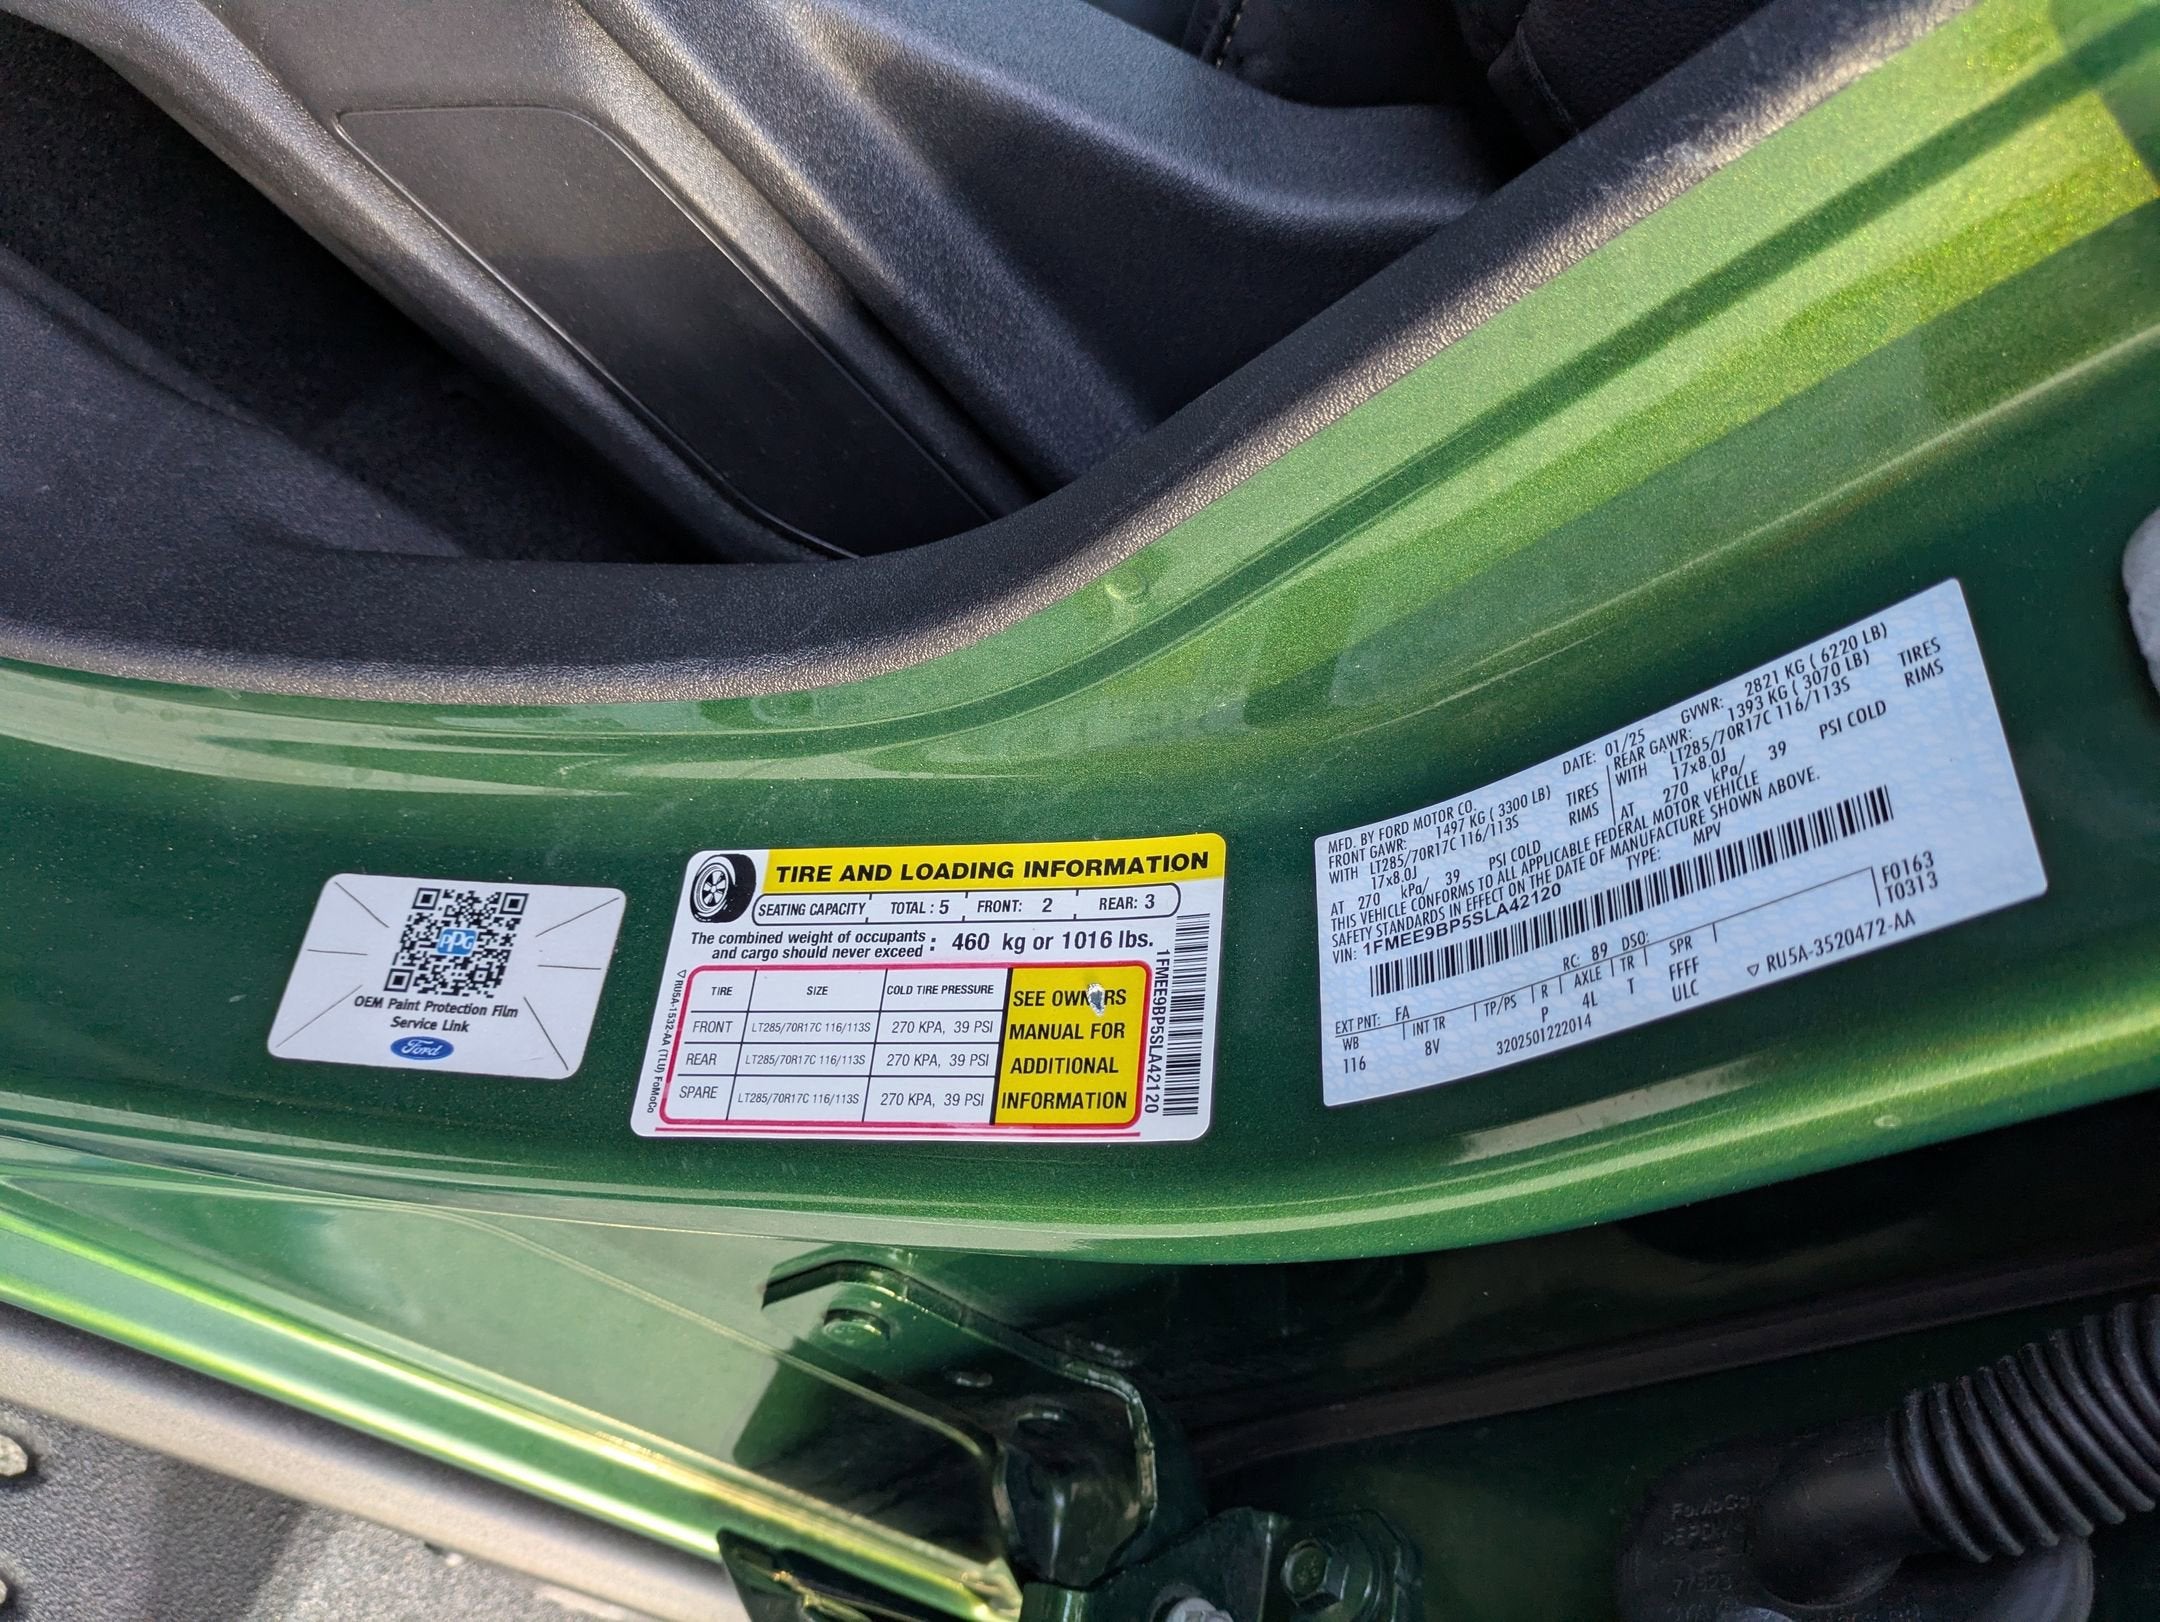 PPG
OEM Paint Protection Film
Service Link
Ford
TIRE AND LOADING INFORMATION
SEATING CAPACITY TOTAL : 5 FRONT: 2 REAR: 3
The combined weight of occupants
and cargo should never exceed : 460 kg or 1016 lbs.
TIRE SIZE COLD TIRE PRESSURE
FRONT LT285/70R17C 116/113S 270 KPA, 39 PSI
REAR LT285/70R17C 116/113S 270 KPA, 39 PSI
SPARE LT285/70R17C 116/113S 270 KPA, 39 PSI
SEE OWNERS
MANUAL FOR
ADDITIONAL
INFORMATION
RU5A-1532-AA (TLU) FoMoCo
1FMEE9BP5SLA42120
MFD. BY FORD MOTOR CO. DATE: 01/25 GVWR: 2821 KG ( 6220 LB)
FRONT GAWR: 1497 KG ( 3300 LB) REAR GAWR: 1393 KG ( 3070 LB)
WITH LT285/70R17C 116/113S TIRES WITH LT285/70R17C 116/113S TIRES
17x8.0J RIMS 17x8.0J RIMS
AT 270 kPa/ 39 PSI COLD AT 270 kPa/ 39 PSI COLD
THIS VEHICLE CONFORMS TO ALL APPLICABLE FEDERAL MOTOR VEHICLE
SAFETY STANDARDS IN EFFECT ON THE DATE OF MANUFACTURE SHOWN ABOVE.
VIN: 1FMEE9BP5SLA42120 TYPE: MPV
F0163
T0313
EXT PNT: FA RC: 89 DSO:
WB INT TR TP/PS R AXLE TR SPR
116 8V P 4L T FFFF
3202501222014 ULC
RU5A-3520472-AA
FoMoCo